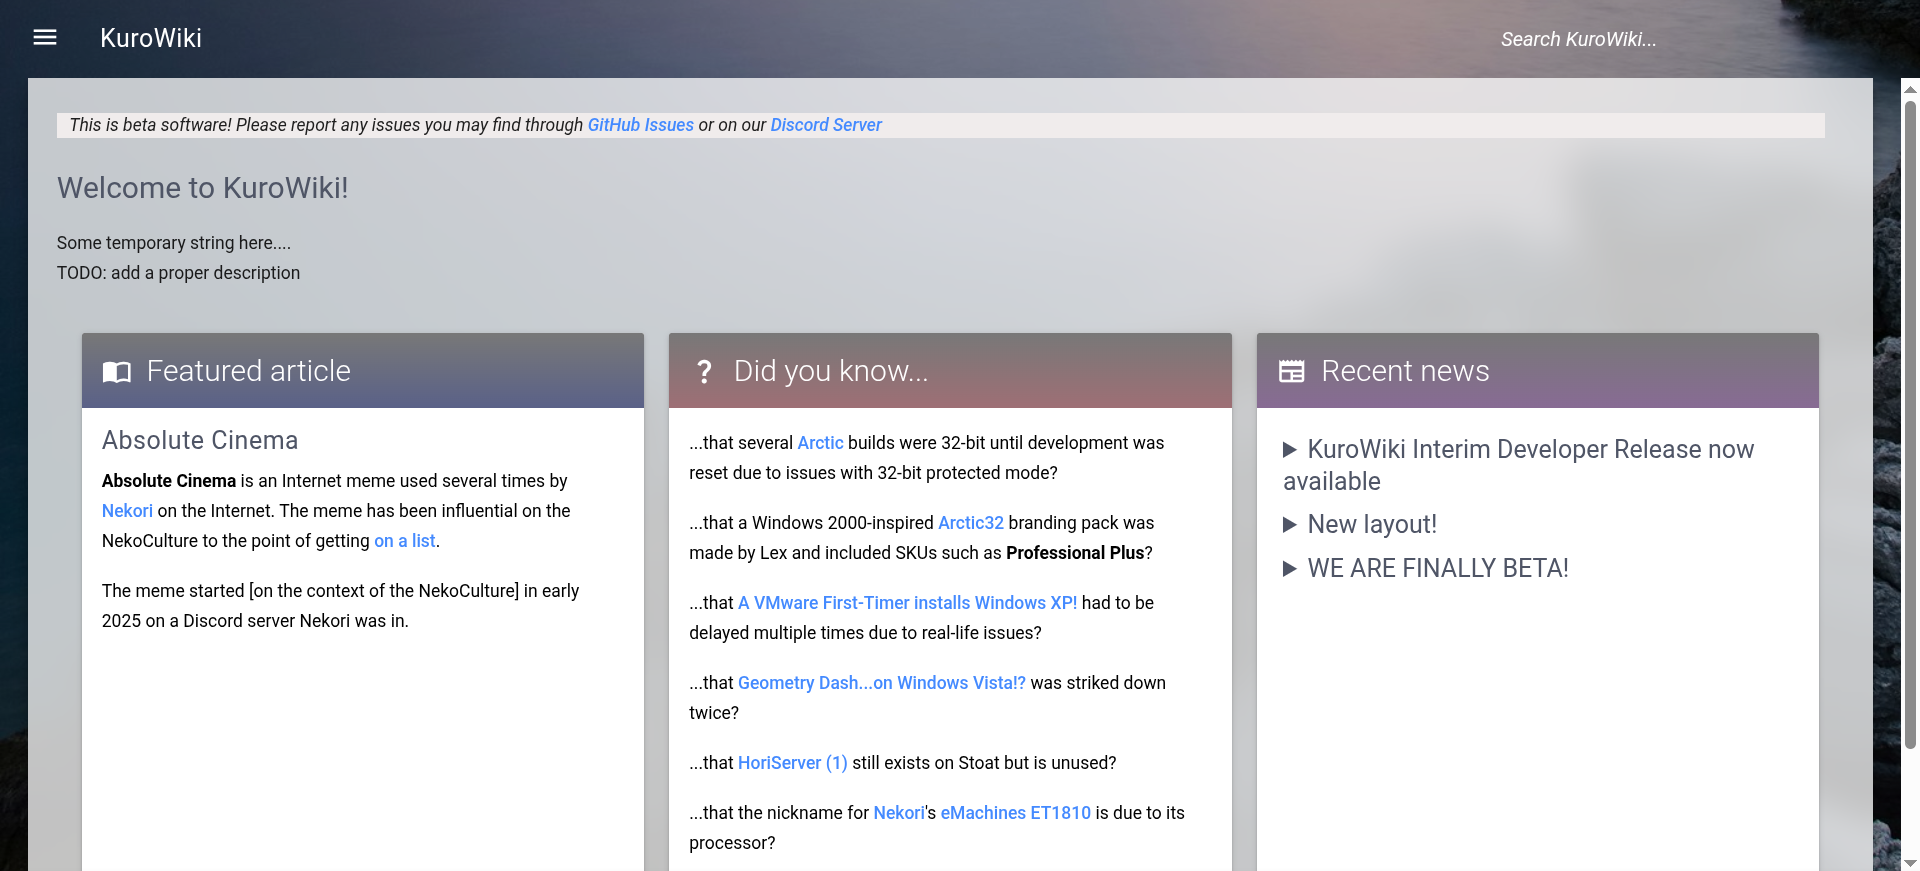 KuroWiki
Search KuroWiki...
This is beta software! Please report any issues you may find through GitHub Issues or on our Discord Server
Welcome to KuroWiki!
Some temporary string here....
TODO: add a proper description
Featured article
Absolute Cinema
Absolute Cinema is an Internet meme used several times by
Nekori on the Internet. The meme has been influential on the
NekoCulture to the point of getting on a list.
The meme started [on the context of the NekoCulture] in early
2025 on a Discord server Nekori was in.
Did you know...
...that several Arctic builds were 32-bit until development was
reset due to issues with 32-bit protected mode?
...that a Windows 2000-inspired Arctic32 branding pack was
made by Lex and included SKUs such as Professional Plus?
...that A VMware First-Timer installs Windows XP! had to be
delayed multiple times due to real-life issues?
...that Geometry Dash...on Windows Vista!? was striked down
twice?
...that HoriServer (1) still exists on Stoat but is unused?
...that the nickname for Nekori's eMachines ET1810 is due to its
processor?
Recent news
KuroWiki Interim Developer Release now
available
New layout!
WE ARE FINALLY BETA!